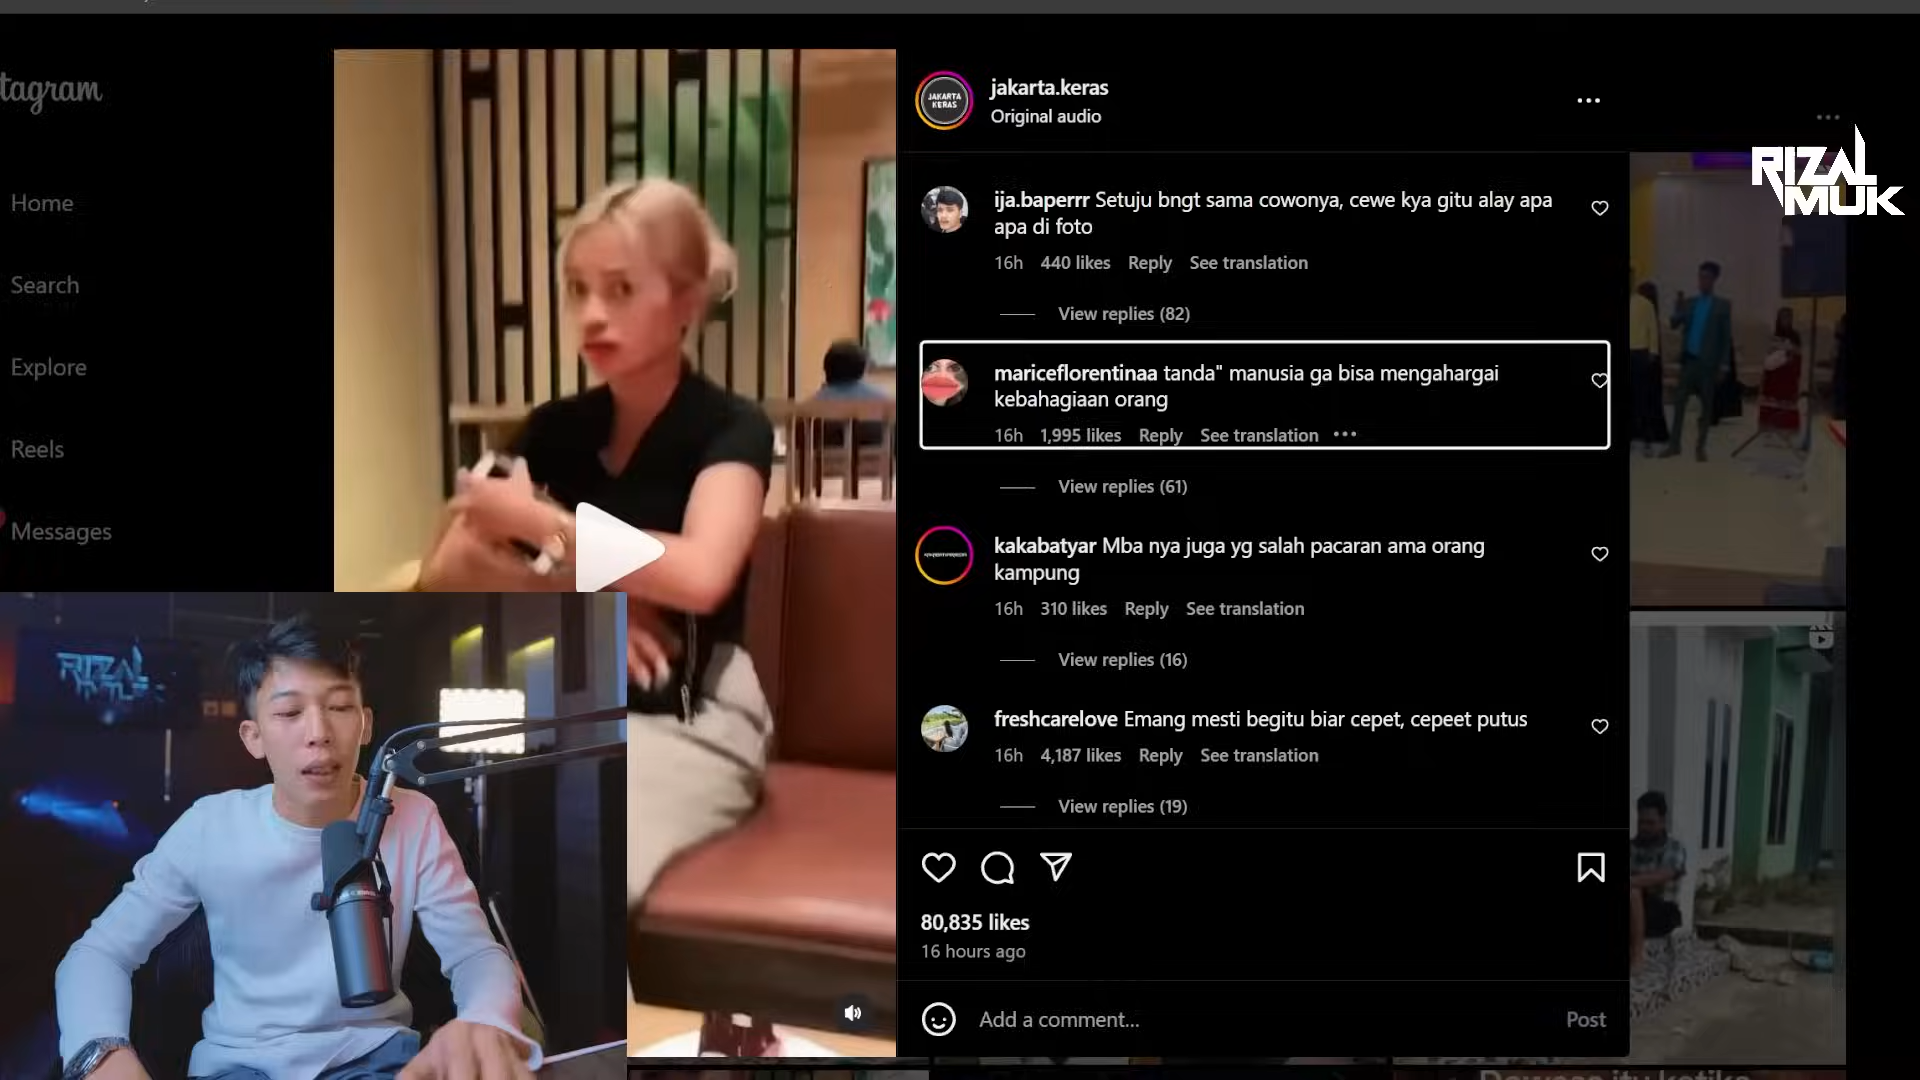 tagram
Home
Search
Explore
Reels
Messages
JAKARTA
KERAS
jakarta.keras
Original audio
ija.baperrr Setuju bngt sama cowonya, cewe kya gitu alay apa
apa di foto
16h 440 likes Reply See translation
View replies (82)
mariceflorentinaa tanda" manusia ga bisa mengahargai
kebahagiaan orang
16h 1,995 likes Reply See translation
View replies (61)
kakabatyar Mba nya juga yg salah pacaran ama orang
kampung
16h 310 likes Reply See translation
View replies (16)
freshcarelove Emang mesti begitu biar cepet, cepeet putus
16h 4,187 likes Reply See translation
View replies (19)
80,835 likes
16 hours ago
Add a comment...
Post
RIZAL
MUK
RIZAL